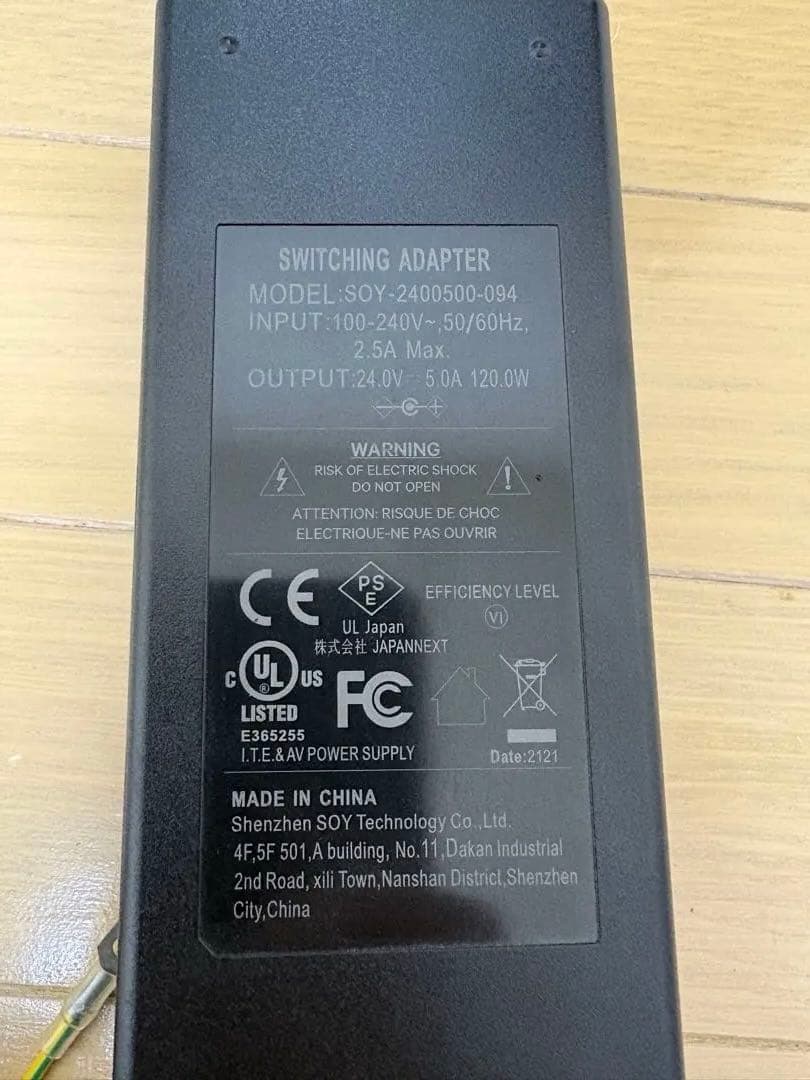 SWITCHING ADAPTER
MODEL:SOY-2400500-094
INPUT:100-240V~,50/60Hz,
2.5A Max.
OUTPUT:24.0V⎓5.0A 120.0W
WARNING
RISK OF ELECTRIC SHOCK
DO NOT OPEN
ATTENTION: RISQUE DE CHOC
ELECTRIQUE-NE PAS OUVRIR
CE
PS
E
EFFICIENCY LEVEL
VI
UL Japan
株式会社 JAPANNEXT
C UL US
®
LISTED
E365255
FC
I.T.E.& AV POWER SUPPLY
Date:2121
MADE IN CHINA
Shenzhen SOY Technology Co.,Ltd.
4F,5F 501,A building, No.11,Dakan Industrial
2nd Road, xili Town,Nanshan District,Shenzhen
City,China